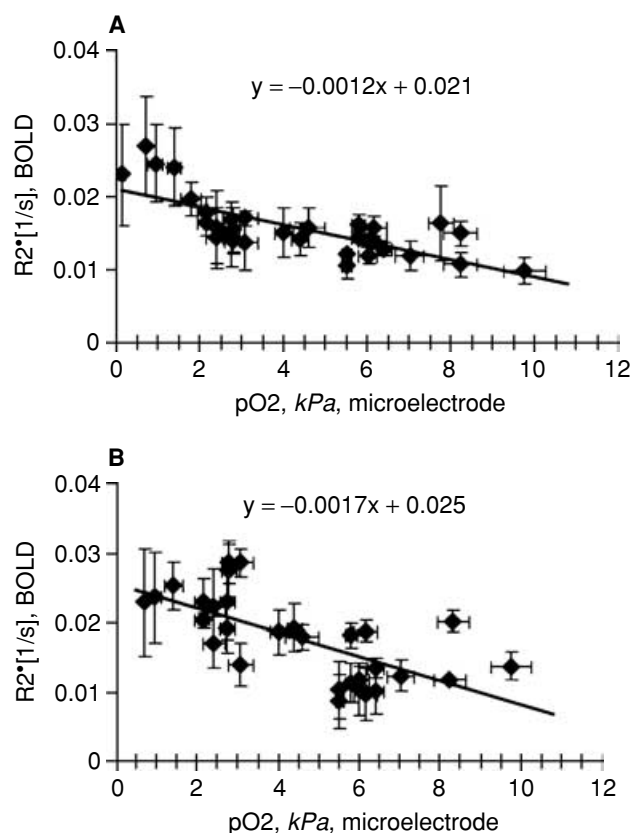 A
0.04
y = −0.0012x + 0.021
0.03
0.02
0.01
0
R2•[1/s], BOLD
0 2 4 6 8 10 12
pO2, kPa, microelectrode
B
0.04
y = −0.0017x + 0.025
0.03
0.02
0.01
0
R2•[1/s], BOLD
0 2 4 6 8 10 12
pO2, kPa, microelectrode